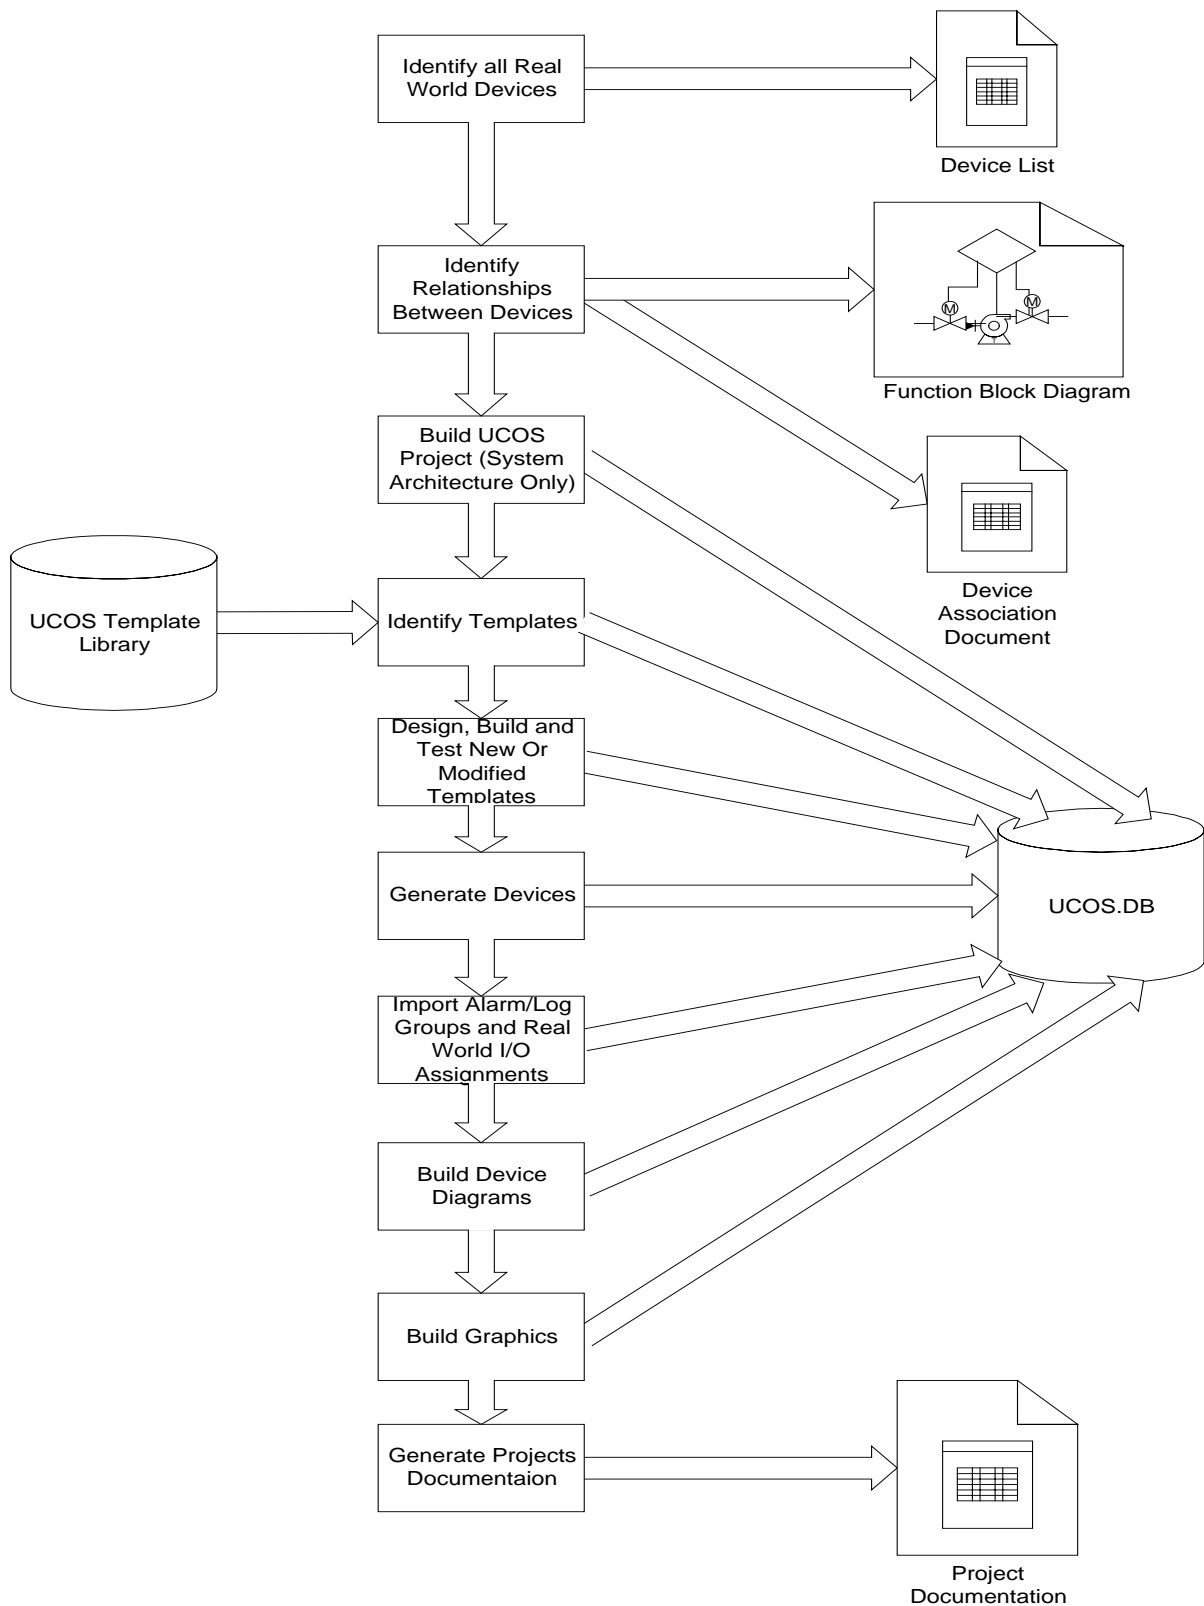 Identify all Real
World Devices
Device List
Identify
Relationships
Between Devices
M
M
Function Block Diagram
Build UCOS
Project (System
Architecture Only)
Device
Association
Document
UCOS Template
Library
Identify Templates
Design, Build and
Test New Or
Modified
Templates
Generate Devices
UCOS.DB
Import Alarm/Log
Groups and Real
World I/O
Assignments
Build Device
Diagrams
Build Graphics
Generate Projects
Documentaion
Project
Documentation